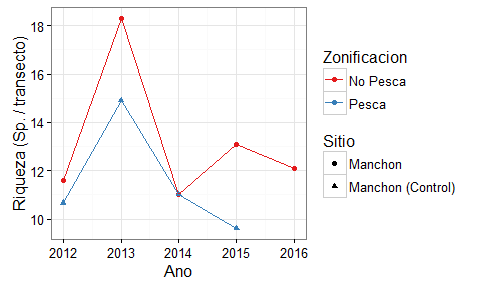 Riqueza (Sp. / transecto)
18
16
14
12
10
2012 2013 2014 2015 2016
Ano
Zonificacion
No Pesca
Pesca
Sitio
Manchon
Manchon (Control)